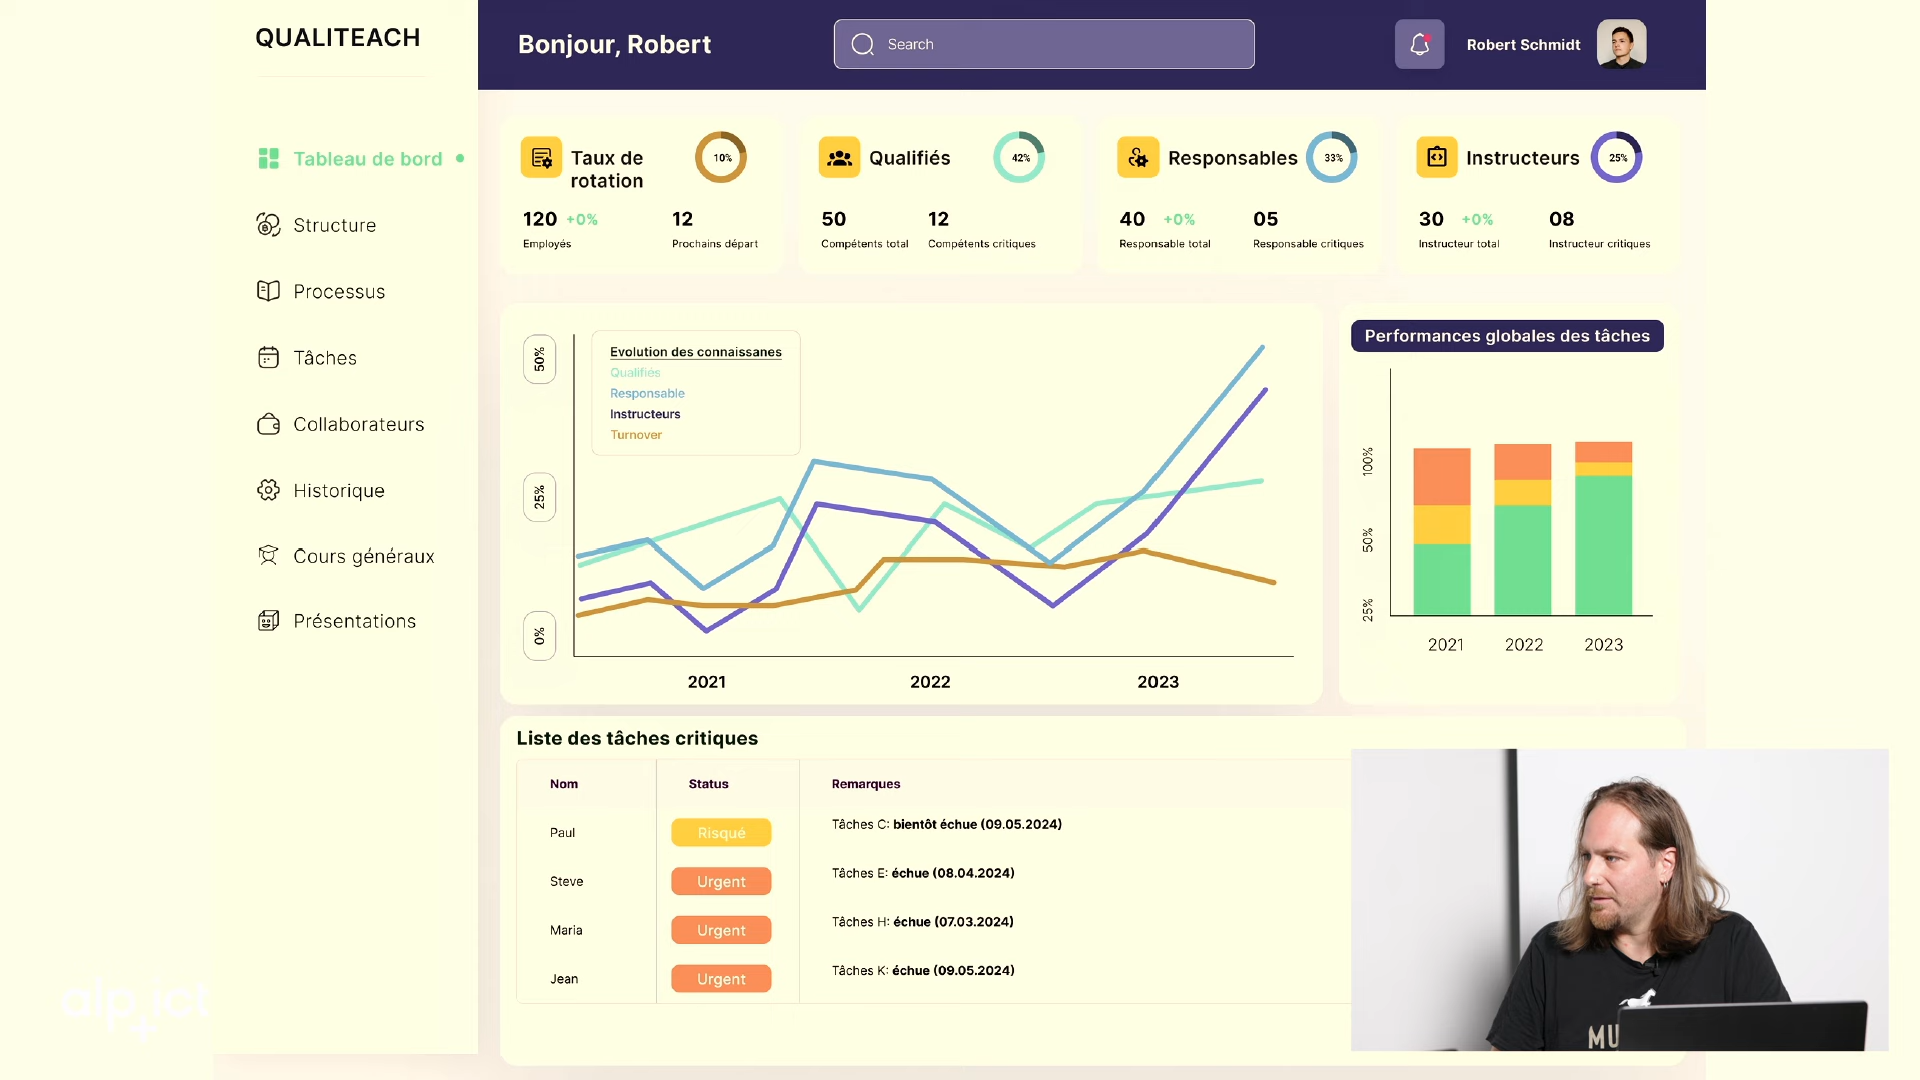 QUALITEACH
Bonjour, Robert
Search
Robert Schmidt
Tableau de bord
Structure
Processus
Tâches
Collaborateurs
Historique
Cours généraux
Présentations
Taux de
rotation
10%
120 +0%
12
Employés
Prochains départ
Qualifiés
42%
50
12
Compétents total
Compétents critiques
Responsables
33%
40 +0%
05
Responsable total
Responsable critiques
Instructeurs
25%
30 +0%
08
Instructeur total
Instructeur critiques
50%
25%
0%
Evolution des connaissanes
Qualifiés
Responsable
Instructeurs
Turnover
2021
2022
2023
Performances globales des tâches
100%
50%
25%
2021
2022
2023
Liste des tâches critiques
Nom
Status
Remarques
Paul
Risqué
Tâches C: bientôt échue (09.05.2024)
Steve
Urgent
Tâches E: échue (08.04.2024)
Maria
Urgent
Tâches H: échue (07.03.2024)
Jean
Urgent
Tâches K: échue (09.05.2024)
alp ict
MU